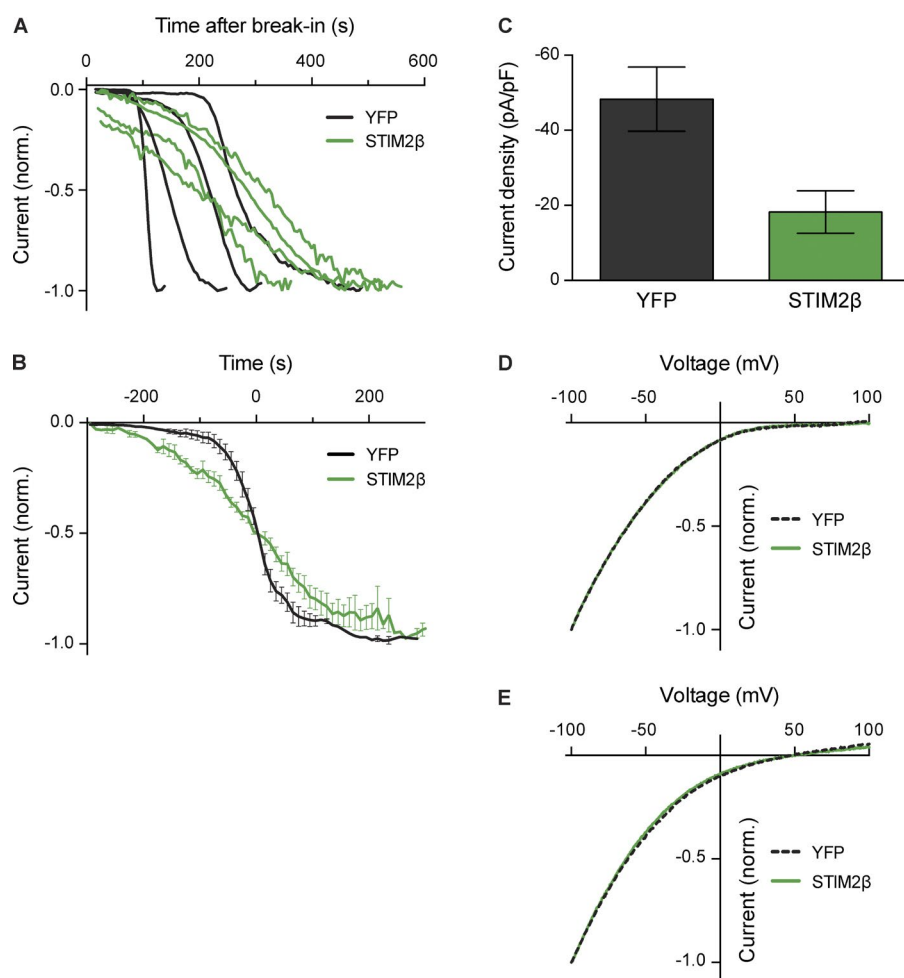 A
Time after break-in (s)
0 200 400 600
0.0
-0.5
-1.0
Current (norm.)
YFP
STIM2β
C
-60
-40
-20
0
Current density (pA/pF)
YFP STIM2β
B
Time (s)
-200 0 200
0.0
-0.5
-1.0
Current (norm.)
YFP
STIM2β
D
Voltage (mV)
-100 -50 50 100
-0.5
-1.0
Current (norm.)
YFP
STIM2β
E
Voltage (mV)
-100 -50 50 100
-0.5
-1.0
Current (norm.)
YFP
STIM2β